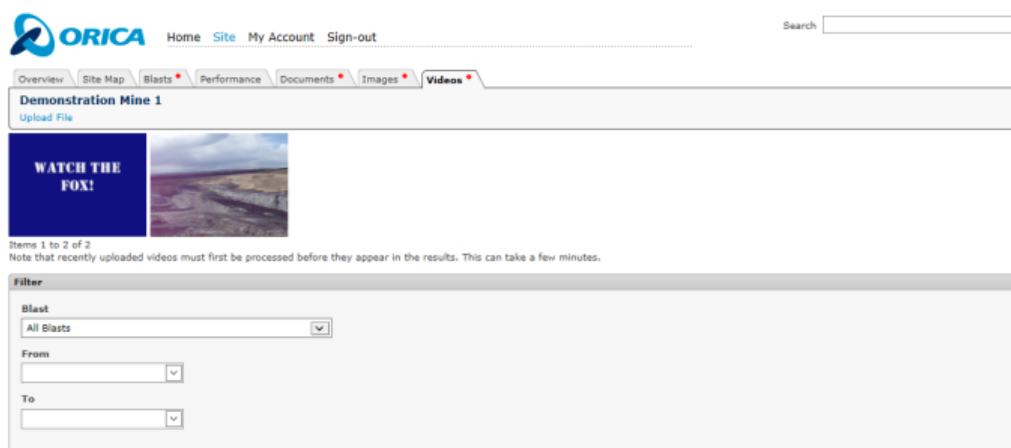 ORICA
Home Site My Account Sign-out
Search
Overview Site Map Blasts Performance Documents Images Videos
Demonstration Mine 1
Upload File
WATCH THE
FOX!
Items 1 to 2 of 2
Note that recently uploaded videos must first be processed before they appear in the results. This can take a few minutes.
Filter
Blast
All Blasts
From
To